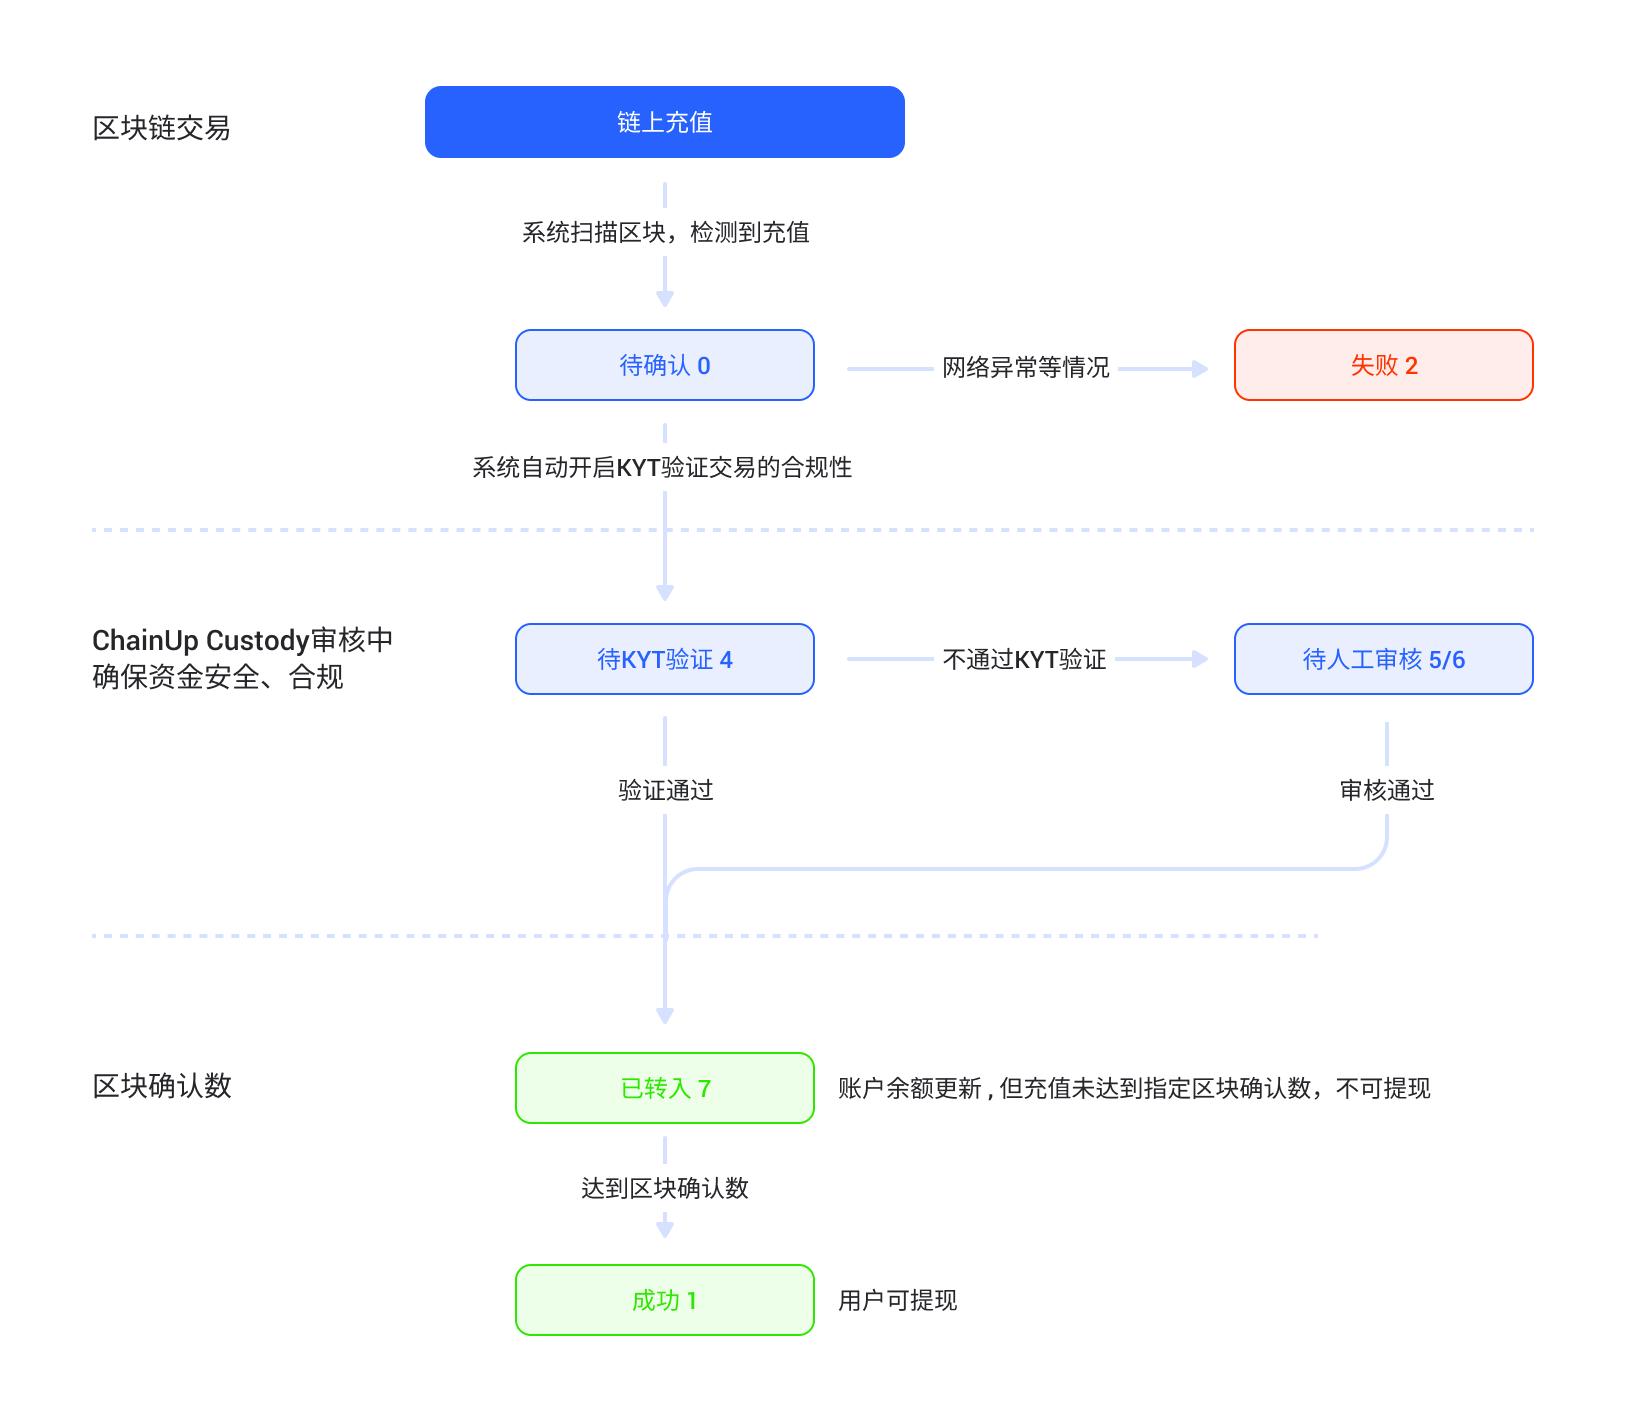 区块链交易
链上充值
系统扫描区块，检测到充值
待确认 0
网络异常等情况
失败 2
系统自动开启KYT验证交易的合规性
ChainUp Custody审核中
确保资金安全、合规
待KYT验证 4
不通过KYT验证
待人工审核 5/6
验证通过
审核通过
区块确认数
已转入 7
账户余额更新 , 但充值未达到指定区块确认数，不可提现
达到区块确认数
成功 1
用户可提现